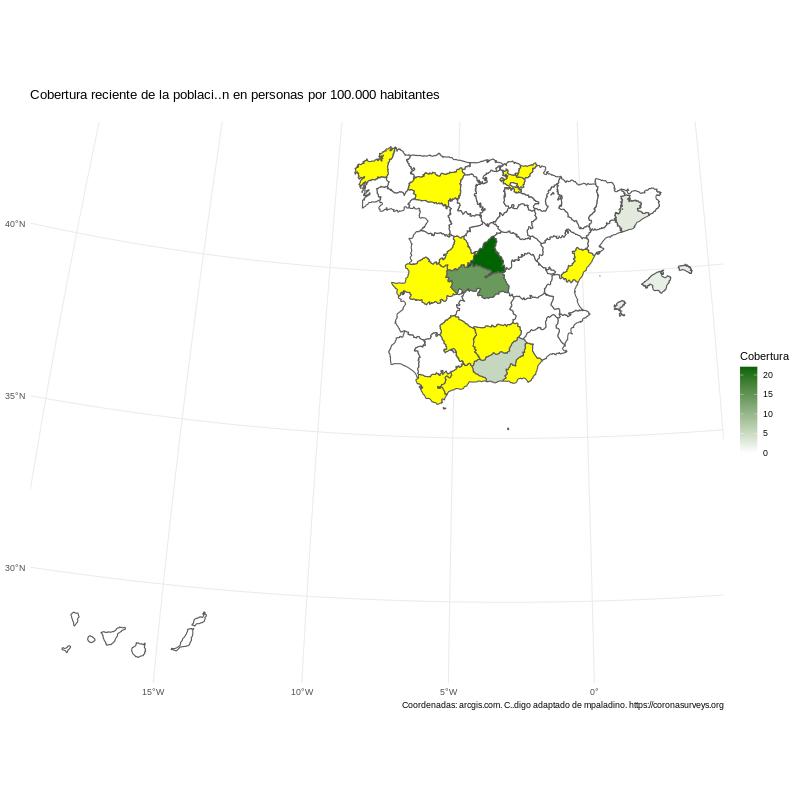 Cobertura reciente de la poblaci..n en personas por 100.000 habitantes
40°N
35°N
30°N
15°W
10°W
5°W
0°
Cobertura
20
15
10
5
0
Coordenadas: arcgis.com. C..digo adaptado de mpaladino. https://coronasurveys.org